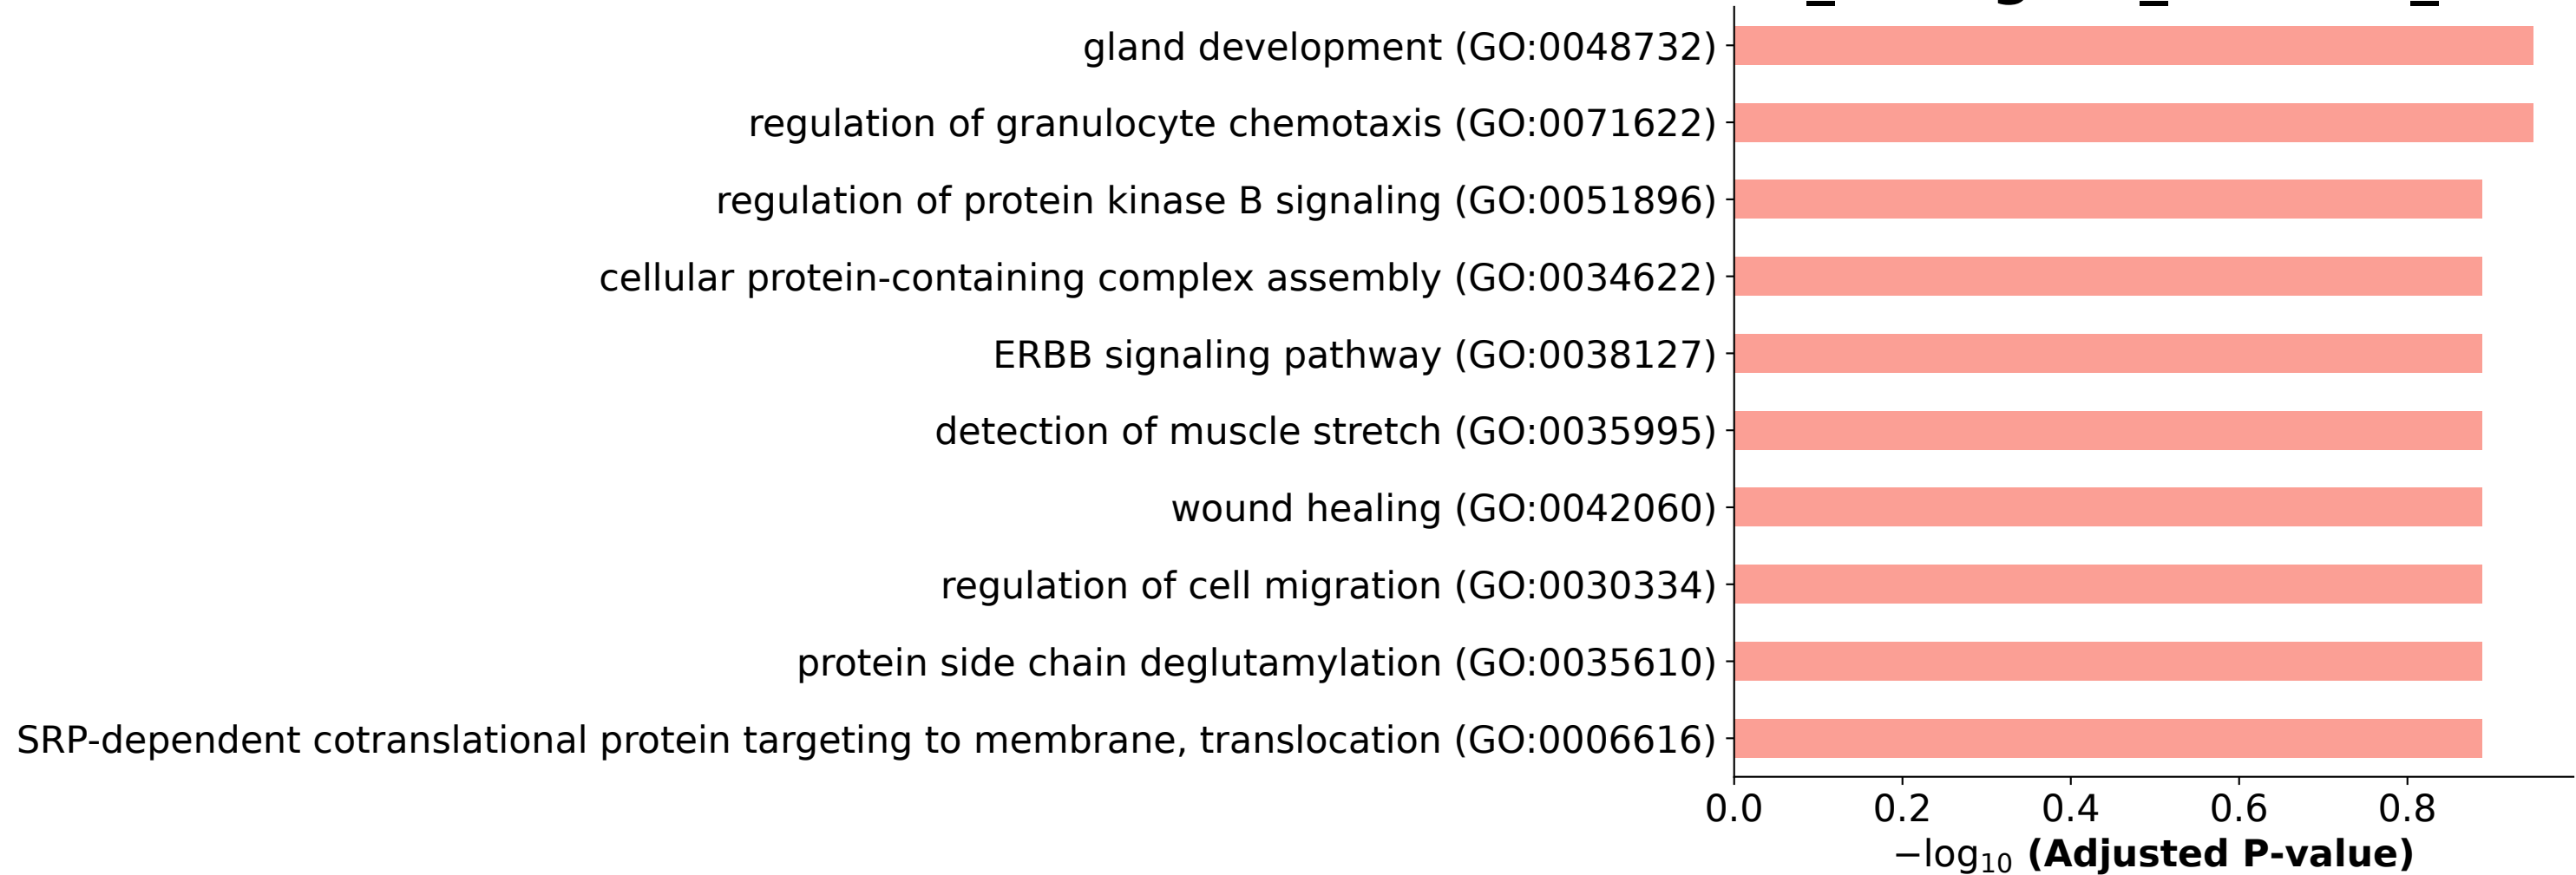 gland development (GO:0048732)
regulation of granulocyte chemotaxis (GO:0071622)
regulation of protein kinase B signaling (GO:0051896)
cellular protein-containing complex assembly (GO:0034622)
ERBB signaling pathway (GO:0038127)
detection of muscle stretch (GO:0035995)
wound healing (GO:0042060)
regulation of cell migration (GO:0030334)
protein side chain deglutamylation (GO:0035610)
SRP-dependent cotranslational protein targeting to membrane, translocation (GO:0006616)
0.0 0.2 0.4 0.6 0.8
−log₁₀ (Adjusted P-value)